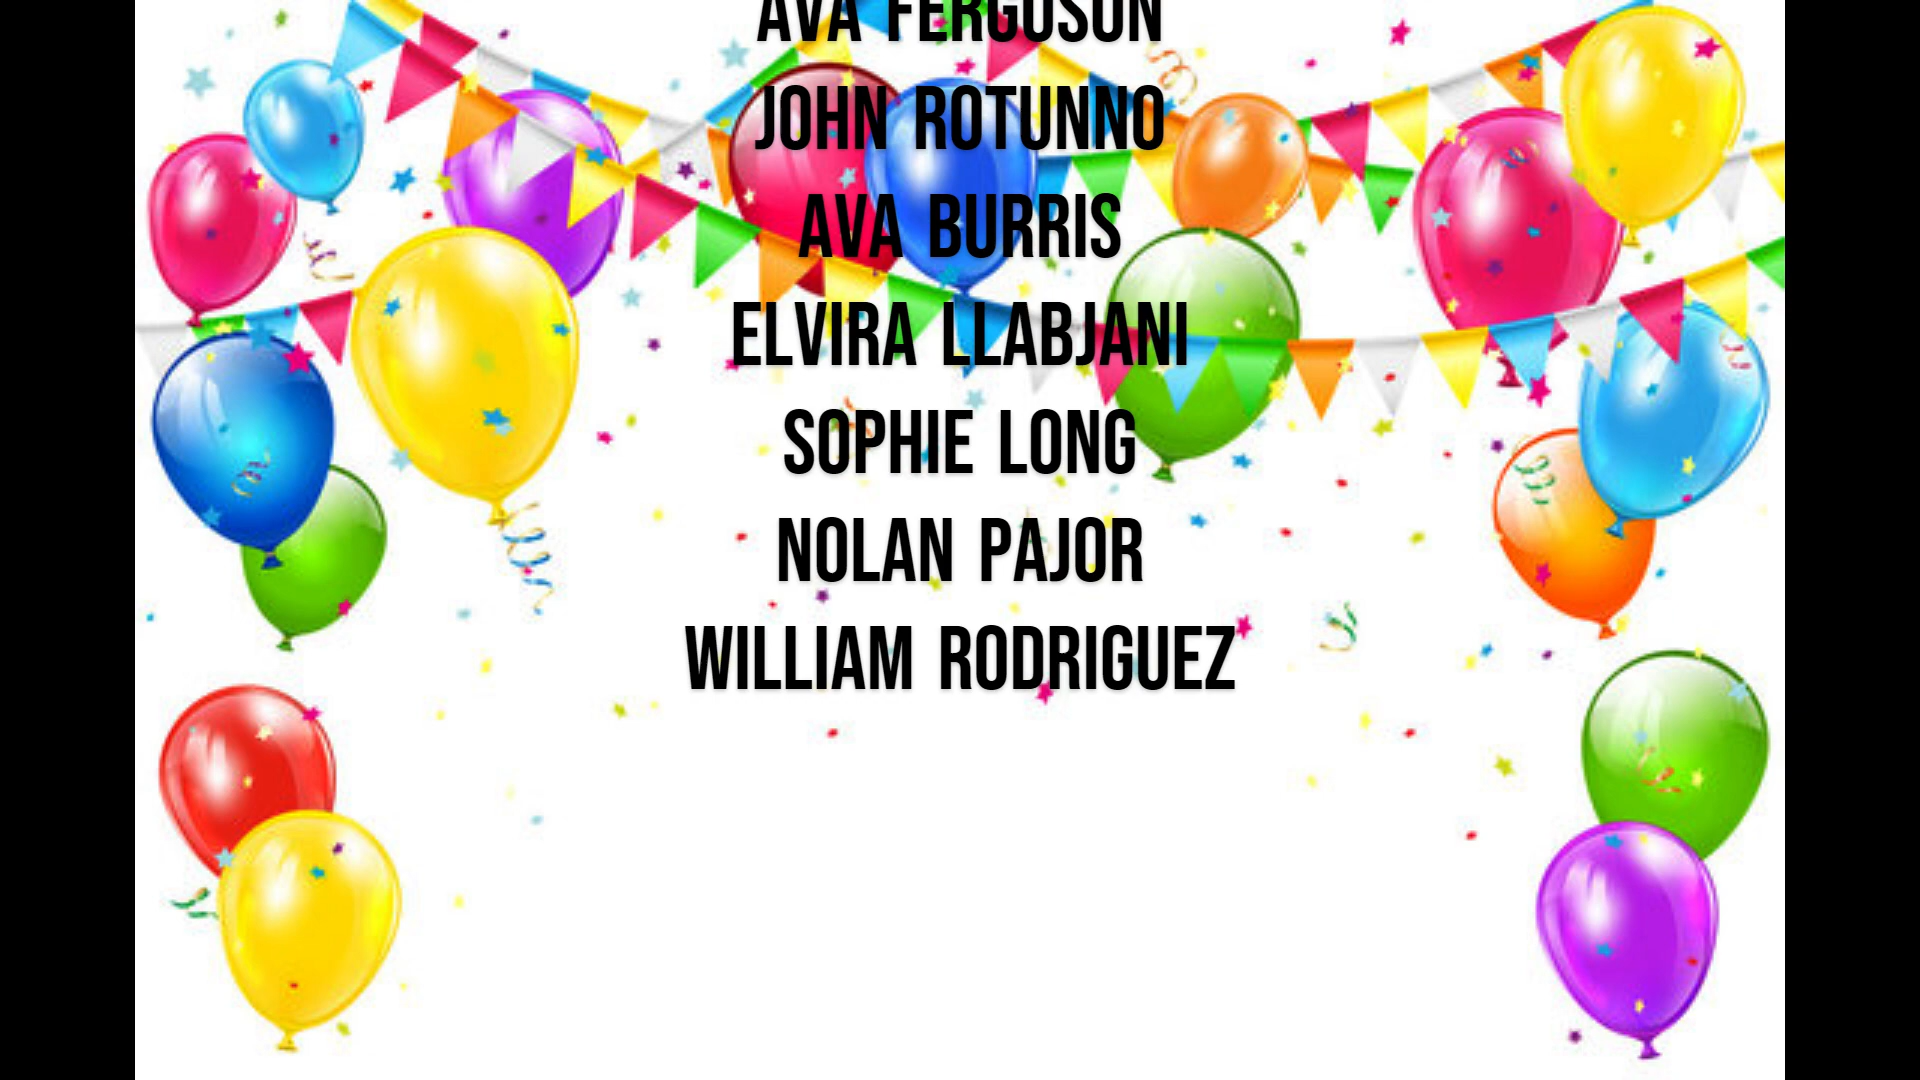 AVA FERGUSON
JOHN ROTUNNO
AVA BURRIS
ELVIRA LLABJANI
SOPHIE LONG
NOLAN PAJOR
WILLIAM RODRIGUEZ